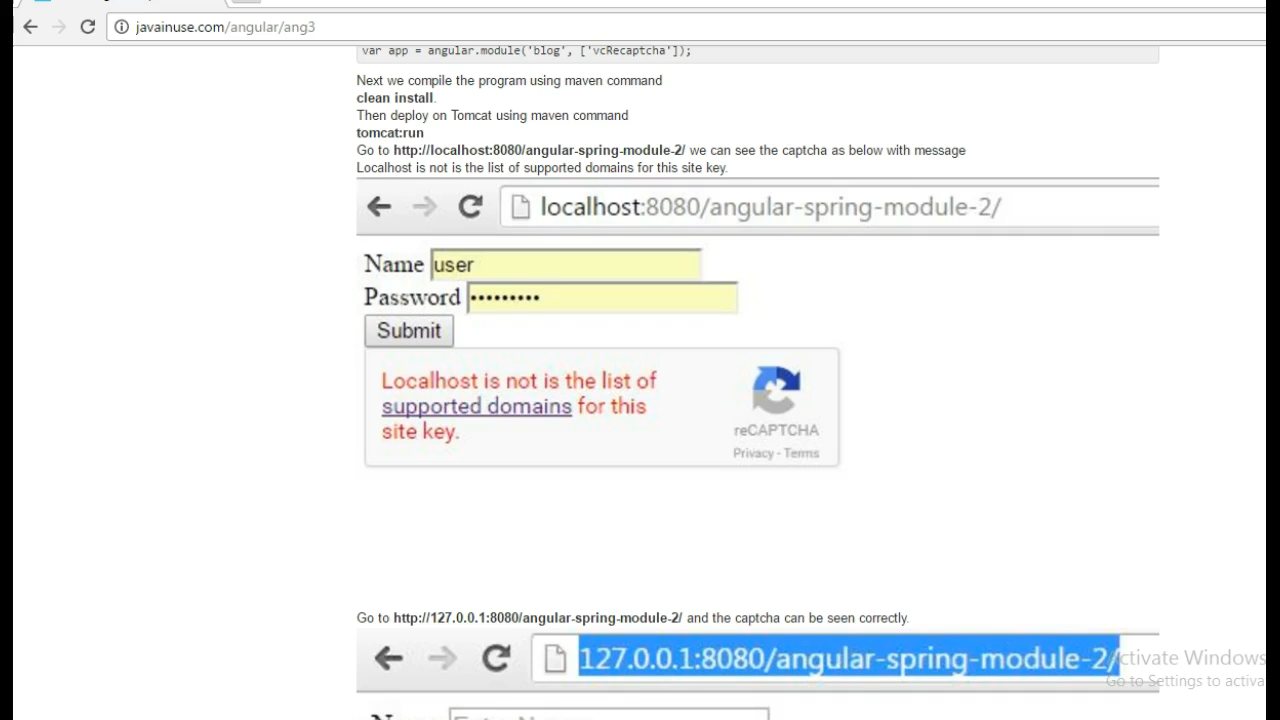 javainuse.com/angular/ang3
var app = angular.module('blog', ['vcRecaptcha']);
Next we compile the program using maven command
clean install.
Then deploy on Tomcat using maven command
tomcat:run
Go to http://localhost:8080/angular-spring-module-2/ we can see the captcha as below with message
Localhost is not is the list of supported domains for this site key.
localhost:8080/angular-spring-module-2/
Name user
Password •••••••••
Submit
Localhost is not is the list of
supported domains for this
site key.
reCAPTCHA
Privacy - Terms
Go to http://127.0.0.1:8080/angular-spring-module-2/ and the captcha can be seen correctly.
127.0.0.1:8080/angular-spring-module-2/
Activate Windows
Go to Settings to activa